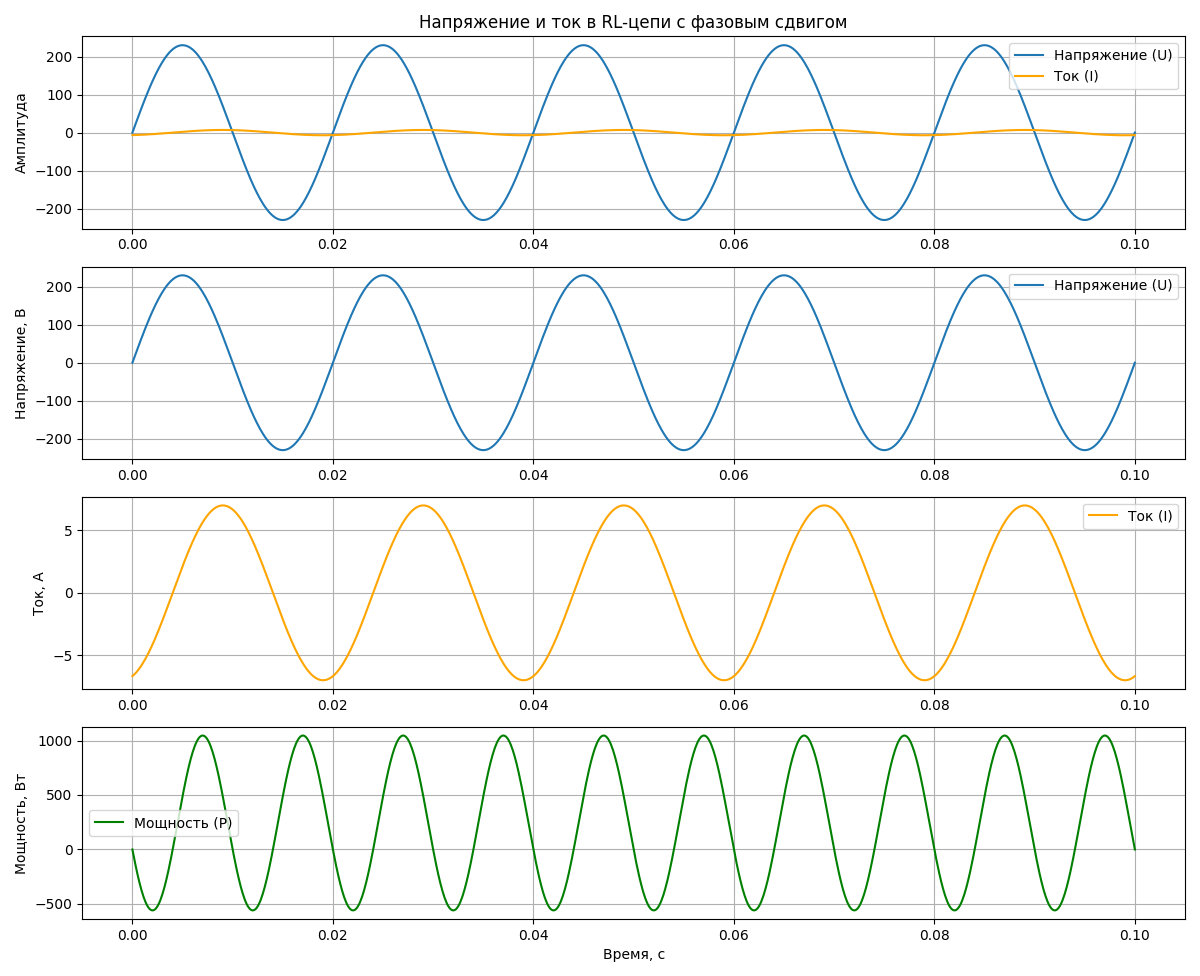 Напряжение и ток в RL-цепи с фазовым сдвигом
Амплитуда
200
100
0
−100
−200
Напряжение (U)
Ток (I)
0.00 0.02 0.04 0.06 0.08 0.10
Напряжение, В
200
100
0
−100
−200
Напряжение (U)
0.00 0.02 0.04 0.06 0.08 0.10
Ток, А
5
0
−5
Ток (I)
0.00 0.02 0.04 0.06 0.08 0.10
Мощность, Вт
1000
500
0
−500
Мощность (P)
0.00 0.02 0.04 0.06 0.08 0.10
Время, с